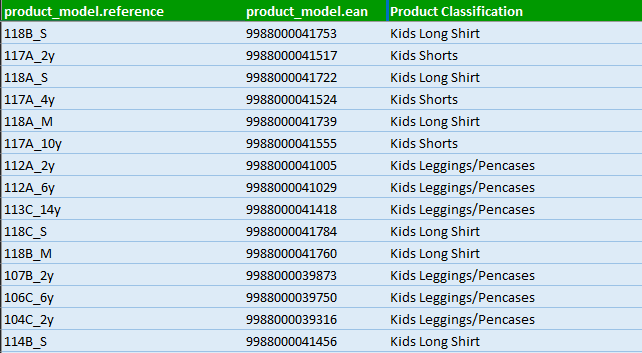 product_model.reference product_model.ean Product Classification
118B_S 9988000041753 Kids Long Shirt
117A_2y 9988000041517 Kids Shorts
118A_S 9988000041722 Kids Long Shirt
117A_4y 9988000041524 Kids Shorts
118A_M 9988000041739 Kids Long Shirt
117A_10y 9988000041555 Kids Shorts
112A_2y 9988000041005 Kids Leggings/Pencases
112A_6y 9988000041029 Kids Leggings/Pencases
113C_14y 9988000041418 Kids Leggings/Pencases
118C_S 9988000041784 Kids Long Shirt
118B_M 9988000041760 Kids Long Shirt
107B_2y 9988000039873 Kids Leggings/Pencases
106C_6y 9988000039750 Kids Leggings/Pencases
104C_2y 9988000039316 Kids Leggings/Pencases
114B_S 9988000041456 Kids Long Shirt